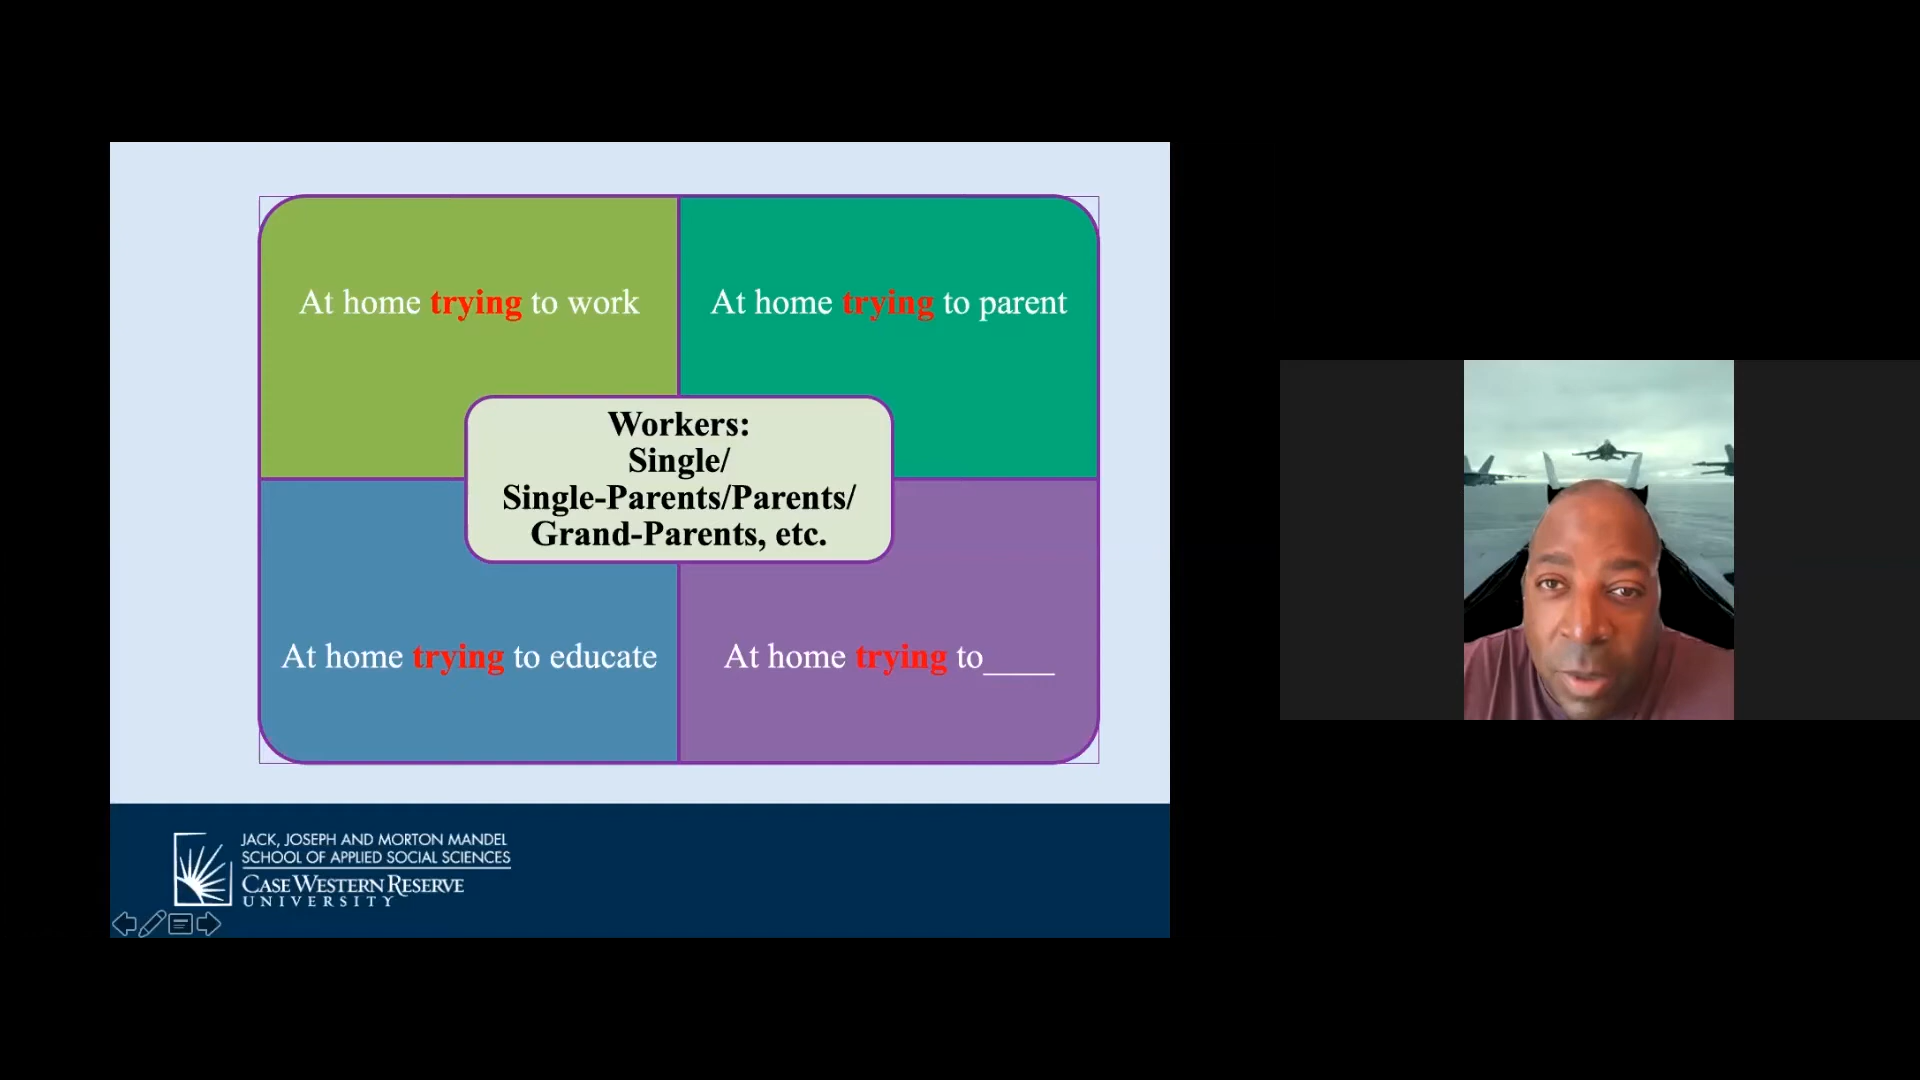 At home trying to work
At home trying to parent
Workers:
Single/
Single-Parents/Parents/
Grand-Parents, etc.
At home trying to educate
At home trying to_____
JACK, JOSEPH AND MORTON MANDEL
SCHOOL OF APPLIED SOCIAL SCIENCES
CASE WESTERN RESERVE
UNIVERSITY